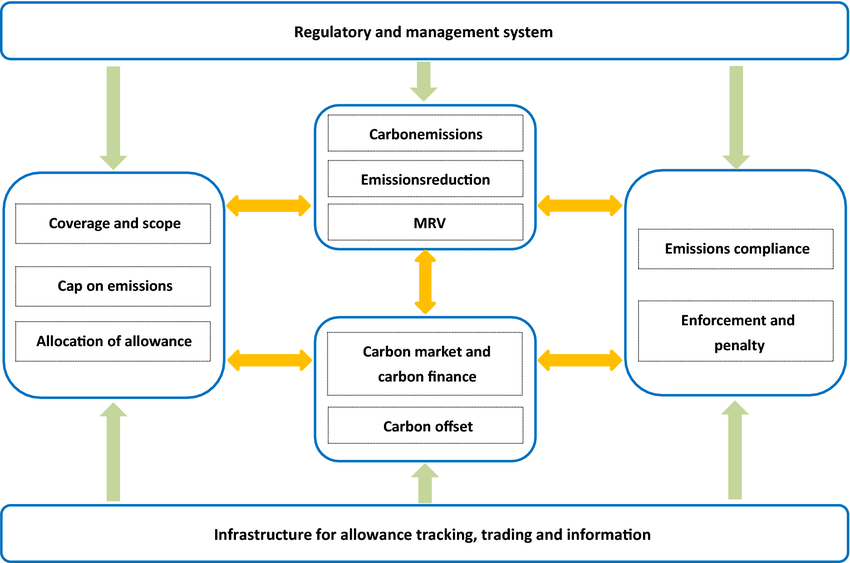 Regulatory and management system
Carbonemissions
Emissionsreduction
MRV
Coverage and scope
Cap on emissions
Allocation of allowance
Emissions compliance
Enforcement and
penalty
Carbon market and
carbon finance
Carbon offset
Infrastructure for allowance tracking, trading and information